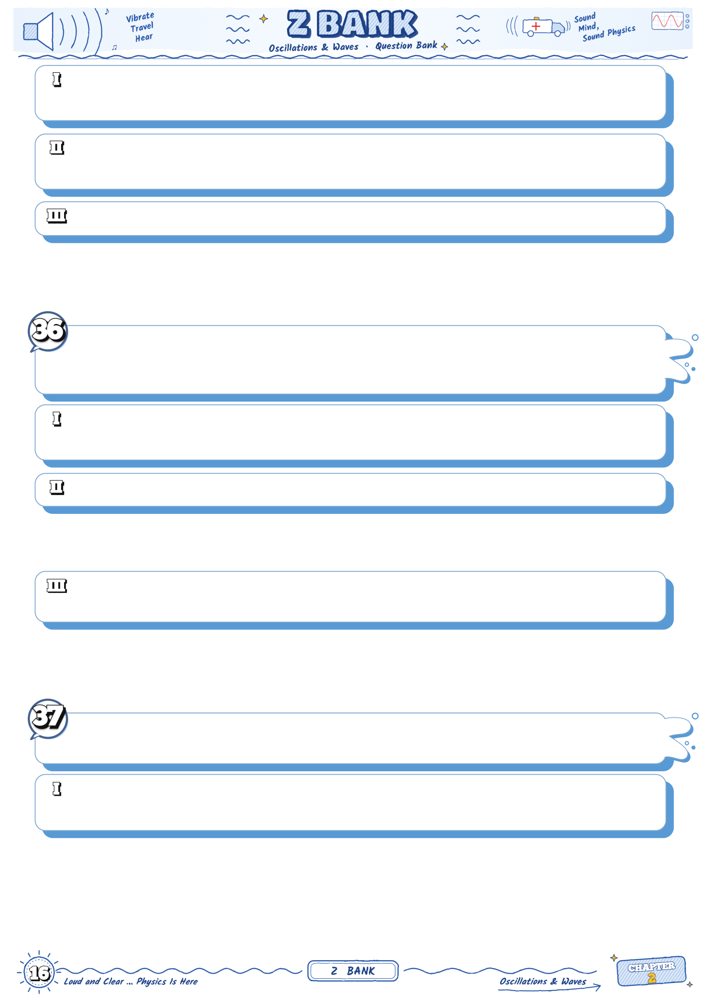 Vibrate
Travel
Hear
Z BANK
Oscillations & Waves · Question Bank
Sound
Mind,
Sound Physics
I
II
III
36
I
II
III
37
I
16
Loud and Clear ... Physics Is Here
Z BANK
Oscillations & Waves
CHAPTER
2